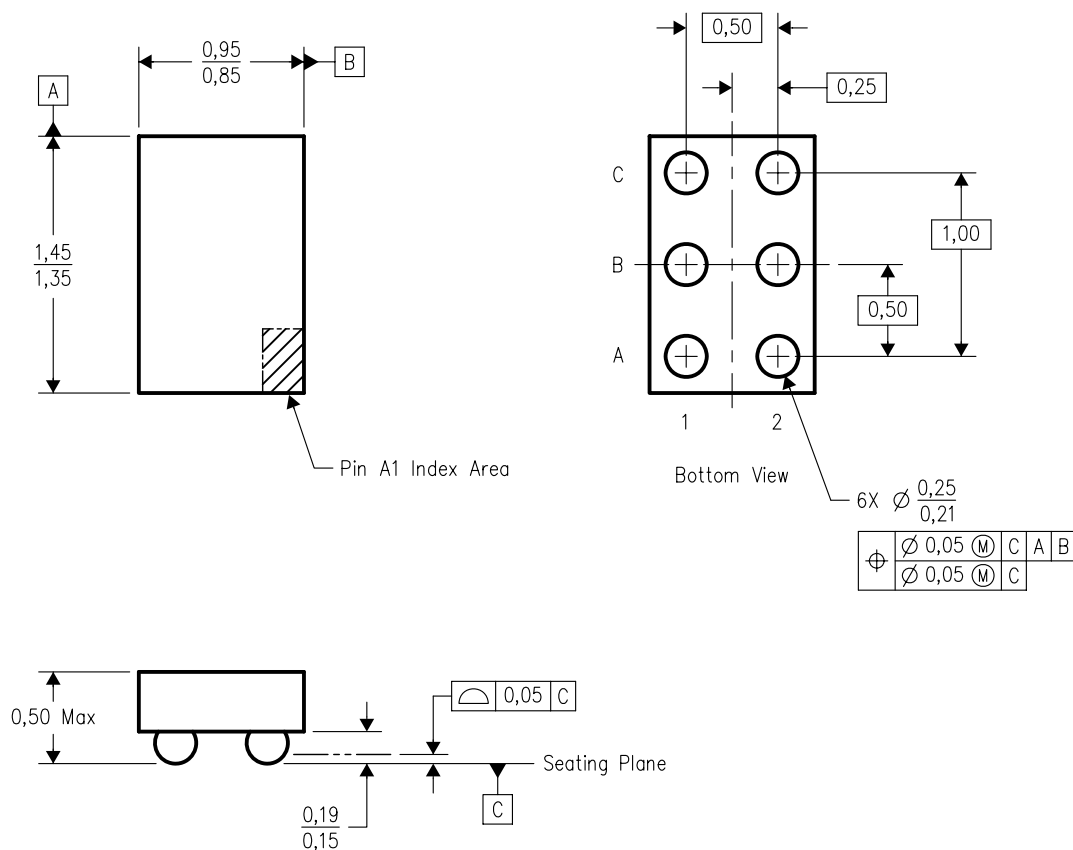 0,50
0,95
0,85
B
A
0,25
C
1,00
1,45
1,35
B
0,50
A
1
2
Pin A1 Index Area
Bottom View
6X Ø 0,25
0,21
⌖ Ø 0,05 Ⓜ C A B
Ø 0,05 Ⓜ C
⌓ 0,05 C
0,50 Max
Seating Plane
C
0,19
0,15